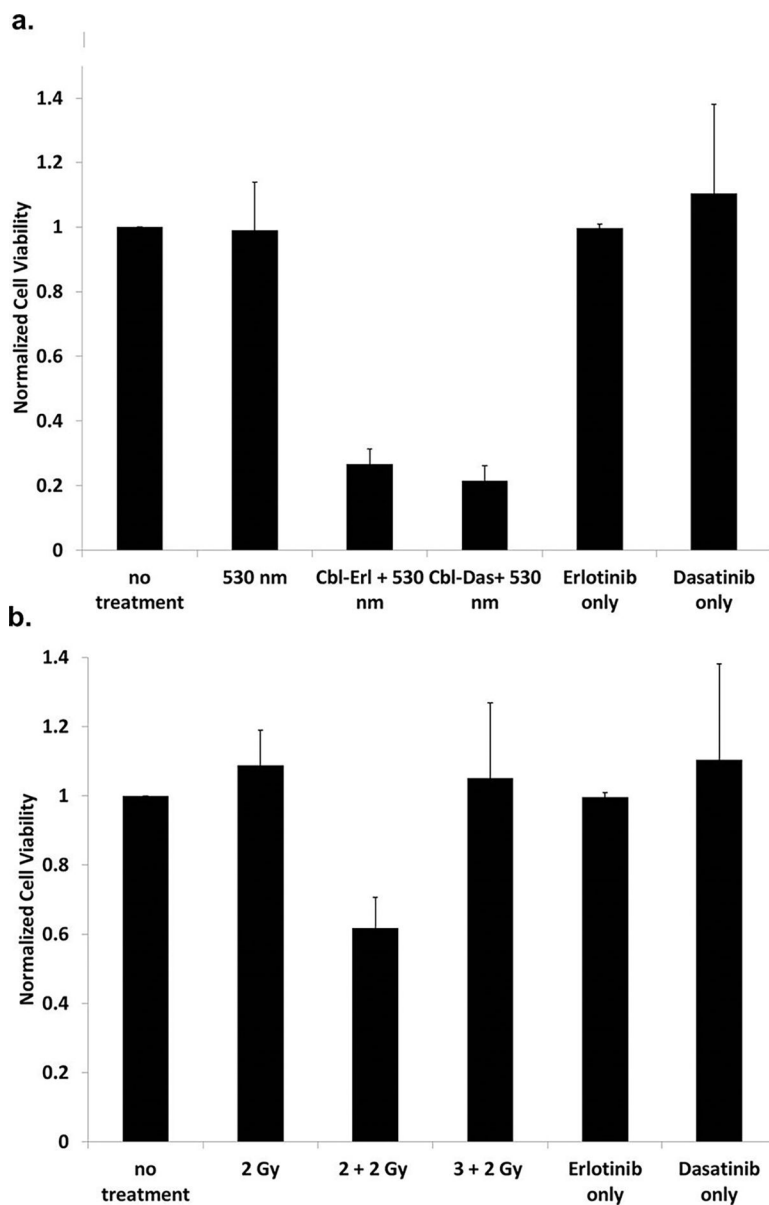 a.
Normalized Cell Viability
1.4
1.2
1
0.8
0.6
0.4
0.2
0
no treatment
530 nm
Cbl-Erl + 530 nm
Cbl-Das+ 530 nm
Erlotinib only
Dasatinib only
b.
Normalized Cell Viability
1.4
1.2
1
0.8
0.6
0.4
0.2
0
no treatment
2 Gy
2 + 2 Gy
3 + 2 Gy
Erlotinib only
Dasatinib only